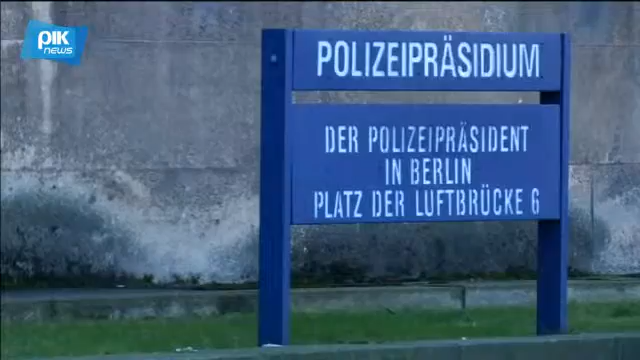 PIK
NEWS
POLIZEIPRÄSIDIUM
DER POLIZEIPRÄSIDENT
IN BERLIN
PLATZ DER LUFTBRÜCKE 6